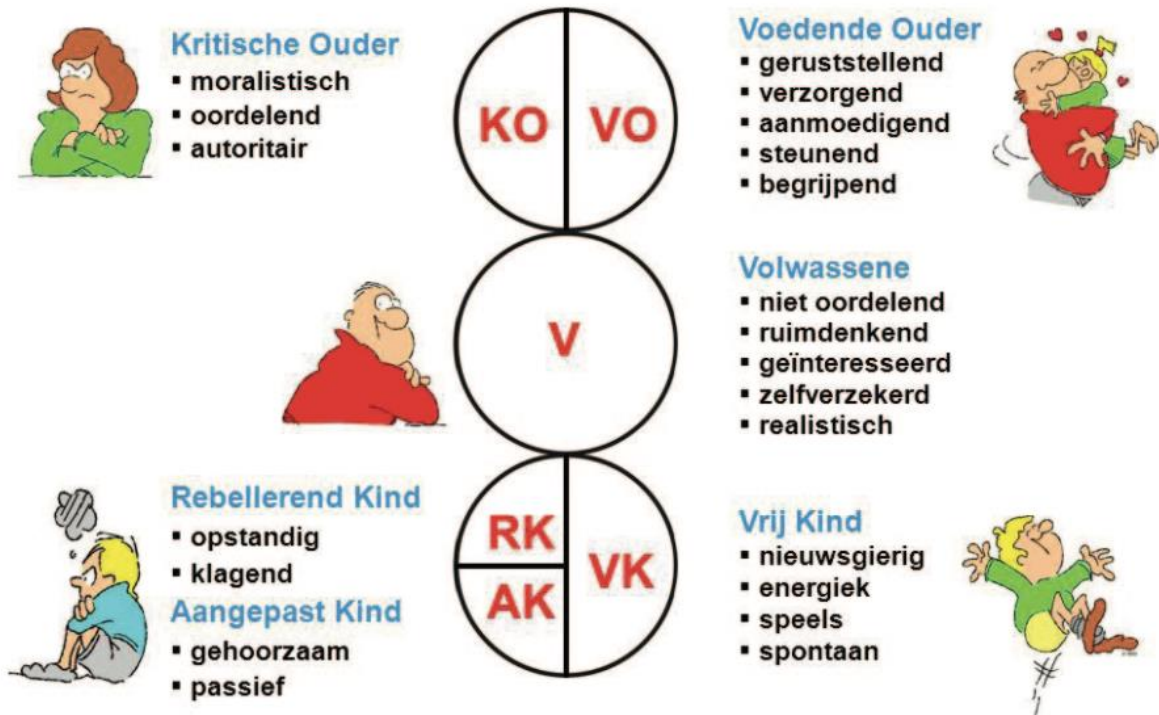 Kritische Ouder
▪ moralistisch
▪ oordelend
▪ autoritair
KO
VO
Voedende Ouder
▪ geruststellend
▪ verzorgend
▪ aanmoedigend
▪ steunend
▪ begrijpend
V
Volwassene
▪ niet oordelend
▪ ruimdenkend
▪ geïnteresseerd
▪ zelfverzekerd
▪ realistisch
Rebellerend Kind
▪ opstandig
▪ klagend
Aangepast Kind
▪ gehoorzaam
▪ passief
RK
AK
VK
Vrij Kind
▪ nieuwsgierig
▪ energiek
▪ speels
▪ spontaan